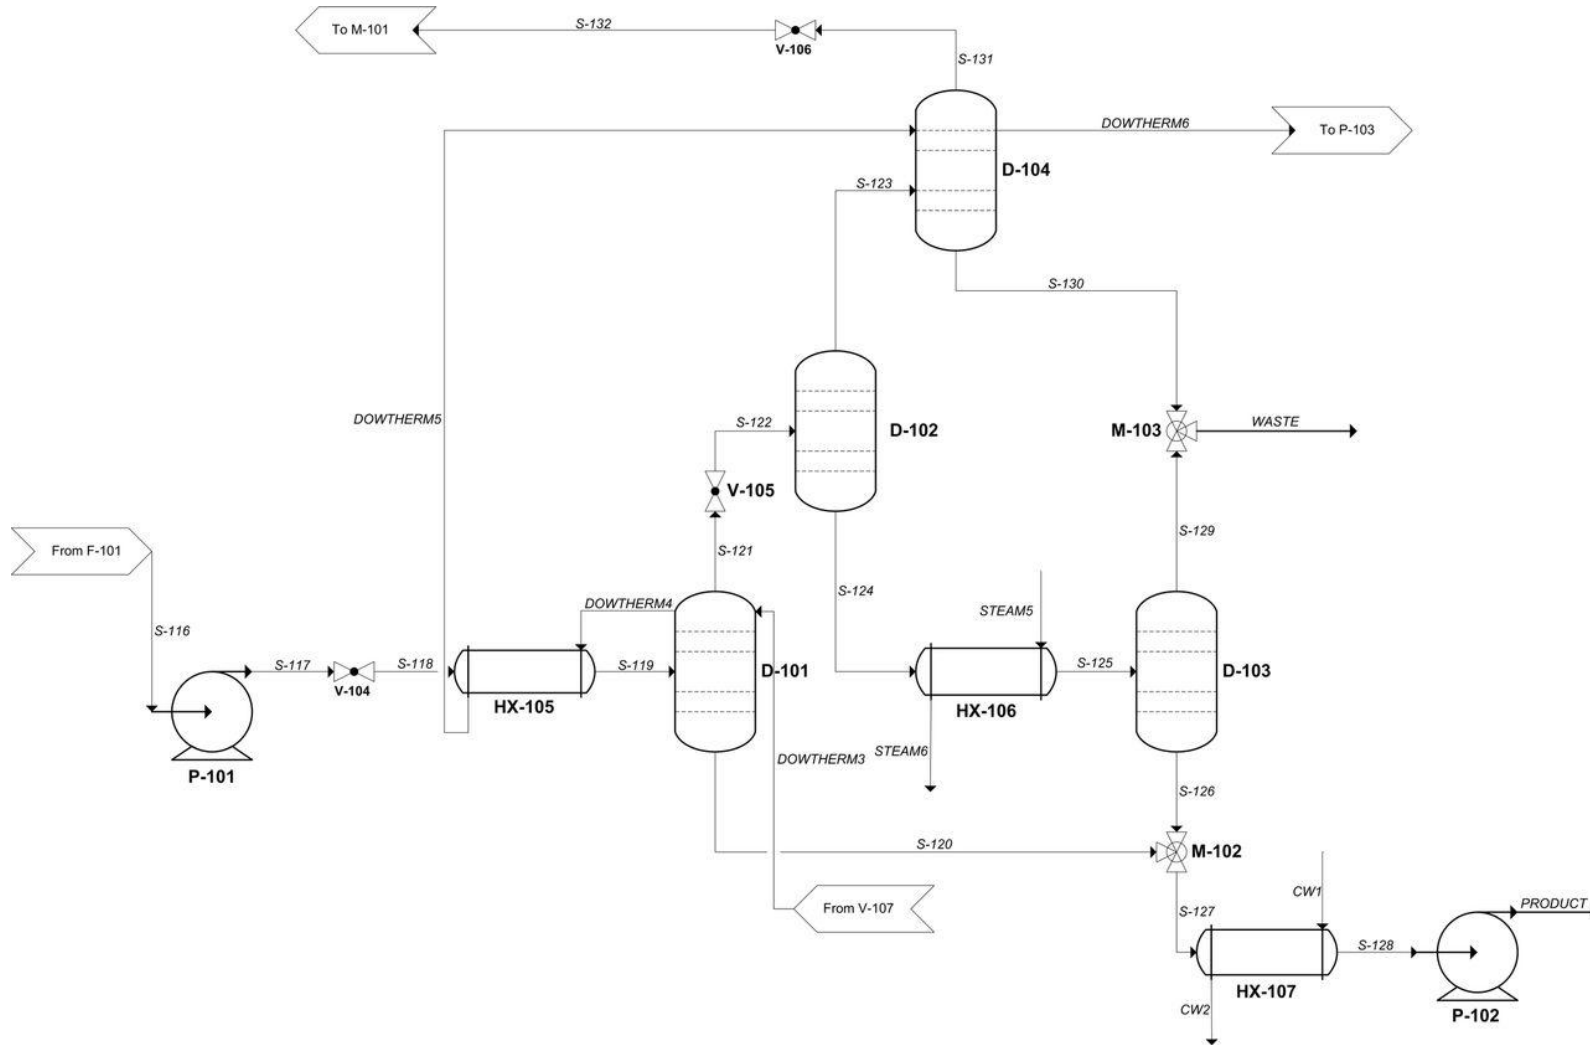 S-132
To M-101
V-106
S-131
DOWTHERM6
To P-103
D-104
S-123
S-130
DOWTHERM5
S-122
D-102
M-103
WASTE
V-105
S-129
From F-101
S-121
S-124
DOWTHERM4
STEAM5
S-116
S-117
S-118
S-119
D-101
S-125
D-103
V-104
HX-105
HX-106
P-101
DOWTHERM3
STEAM6
S-126
S-120
M-102
CW1
From V-107
S-127
PRODUCT
S-128
HX-107
CW2
P-102